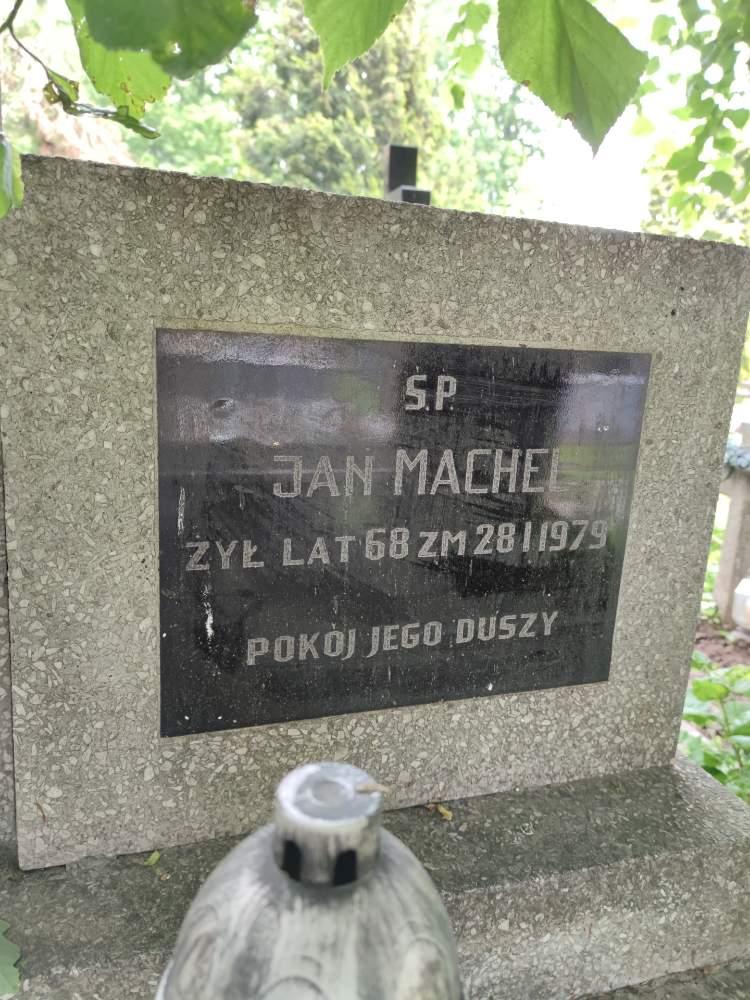 Ś.P.
JAN MACHEL
ŻYŁ LAT 68 ZM 28 I 1979
POKÓJ JEGO DUSZY